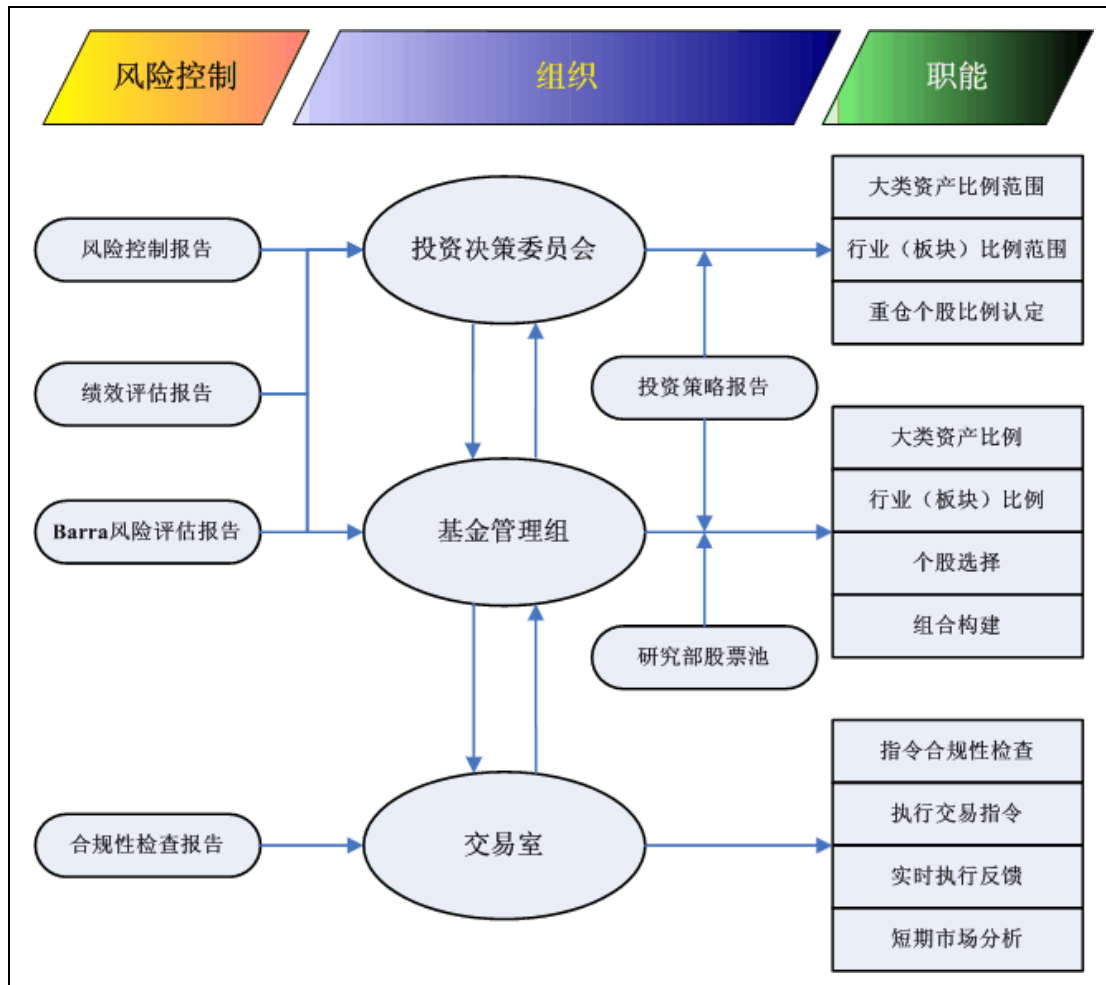 风险控制
组织
职能
风险控制报告
绩效评估报告
Barra风险评估报告
合规性检查报告
投资决策委员会
基金管理组
交易室
投资策略报告
研究部股票池
大类资产比例范围
行业（板块）比例范围
重仓个股比例认定
大类资产比例
行业（板块）比例
个股选择
组合构建
指令合规性检查
执行交易指令
实时执行反馈
短期市场分析